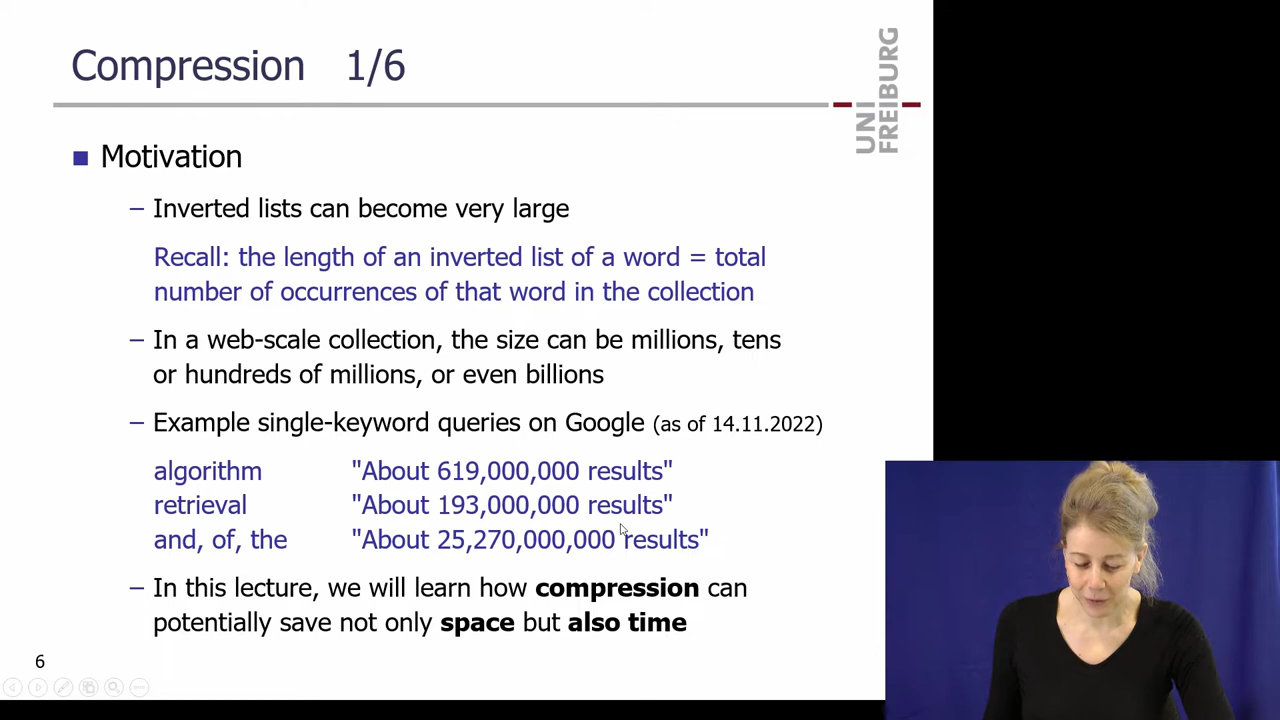 Compression 1/6
UNI
FREIBURG
Motivation
– Inverted lists can become very large
Recall: the length of an inverted list of a word = total
number of occurrences of that word in the collection
– In a web-scale collection, the size can be millions, tens
or hundreds of millions, or even billions
– Example single-keyword queries on Google (as of 14.11.2022)
algorithm "About 619,000,000 results"
retrieval "About 193,000,000 results"
and, of, the "About 25,270,000,000 results"
– In this lecture, we will learn how compression can
potentially save not only space but also time
6